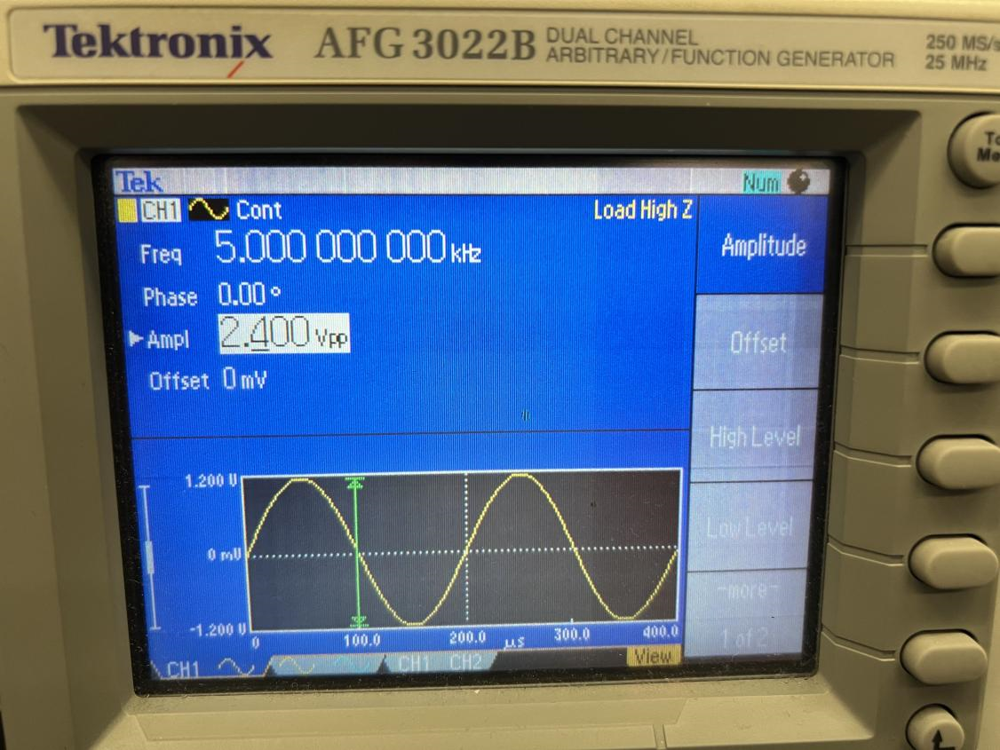 Tektronix AFG 3022B DUAL CHANNEL
ARBITRARY/FUNCTION GENERATOR
250 MS/s
25 MHz
Tek
Num
CH1 Cont
Load High Z
Freq 5.000 000 000 kHz
Phase 0.00 °
Ampl 2.400 Vpp
Offset 0 mV
Amplitude
Offset
High Level
Low Level
-more-
1 of 2
1.200 V
0 mV
-1.200 V
0 100.0 200.0 µs 300.0 400.0
CH1
CH1 CH2
View